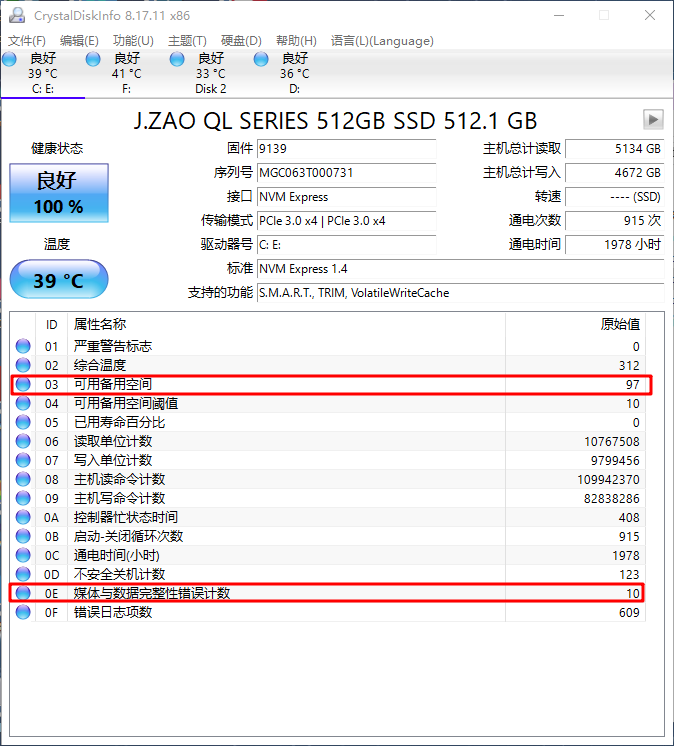 CrystalDiskInfo 8.17.11 x86
文件(F) 编辑(E) 功能(U) 主题(T) 硬盘(D) 帮助(H) 语言(L)(Language)
良好 良好 良好 良好
39 °C 41 °C 33 °C 36 °C
C: E: F: Disk 2 D:
J.ZAO QL SERIES 512GB SSD 512.1 GB
健康状态
良好
100 %
温度
39 °C
固件 9139
序列号 MGC063T000731
接口 NVM Express
传输模式 PCIe 3.0 x4 | PCIe 3.0 x4
驱动器号 C: E:
标准 NVM Express 1.4
支持的功能 S.M.A.R.T., TRIM, VolatileWriteCache
主机总计读取 5134 GB
主机总计写入 4672 GB
转速 ---- (SSD)
通电次数 915 次
通电时间 1978 小时
ID 属性名称 原始值
01 严重警告标志 0
02 综合温度 312
03 可用备用空间 97
04 可用备用空间阈值 10
05 已用寿命百分比 0
06 读取单位计数 10767508
07 写入单位计数 9799456
08 主机读命令计数 109942370
09 主机写命令计数 82838286
0A 控制器忙状态时间 408
0B 启动-关闭循环次数 915
0C 通电时间(小时) 1978
0D 不安全关机计数 123
0E 媒体与数据完整性错误计数 10
0F 错误日志项数 609